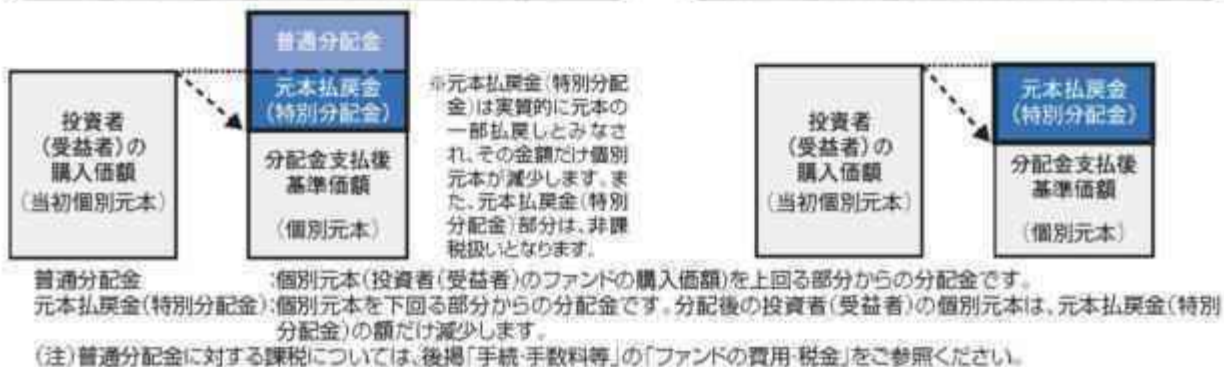 普通分配金
元本払戻金
(特別分配金)
投資者
(受益者)の
購入価額
(当初個別元本)
分配金支払後
基準価額
(個別元本)
※元本払戻金(特別分配
金)は実質的に元本の
一部払戻しとみなさ
れ、その金額だけ個別
元本が減少します。ま
た、元本払戻金(特別
分配金)部分は、非課
税扱いとなります。
投資者
(受益者)の
購入価額
(当初個別元本)
元本払戻金
(特別分配金)
分配金支払後
基準価額
(個別元本)
普通分配金 :個別元本(投資者(受益者)のファンドの購入価額)を上回る部分からの分配金です。
元本払戻金(特別分配金):個別元本を下回る部分からの分配金です。分配後の投資者(受益者)の個別元本は、元本払戻金(特別
分配金)の額だけ減少します。
(注)普通分配金に対する課税については、後掲「手続・手数料等」の「ファンドの費用・税金」をご参照ください。